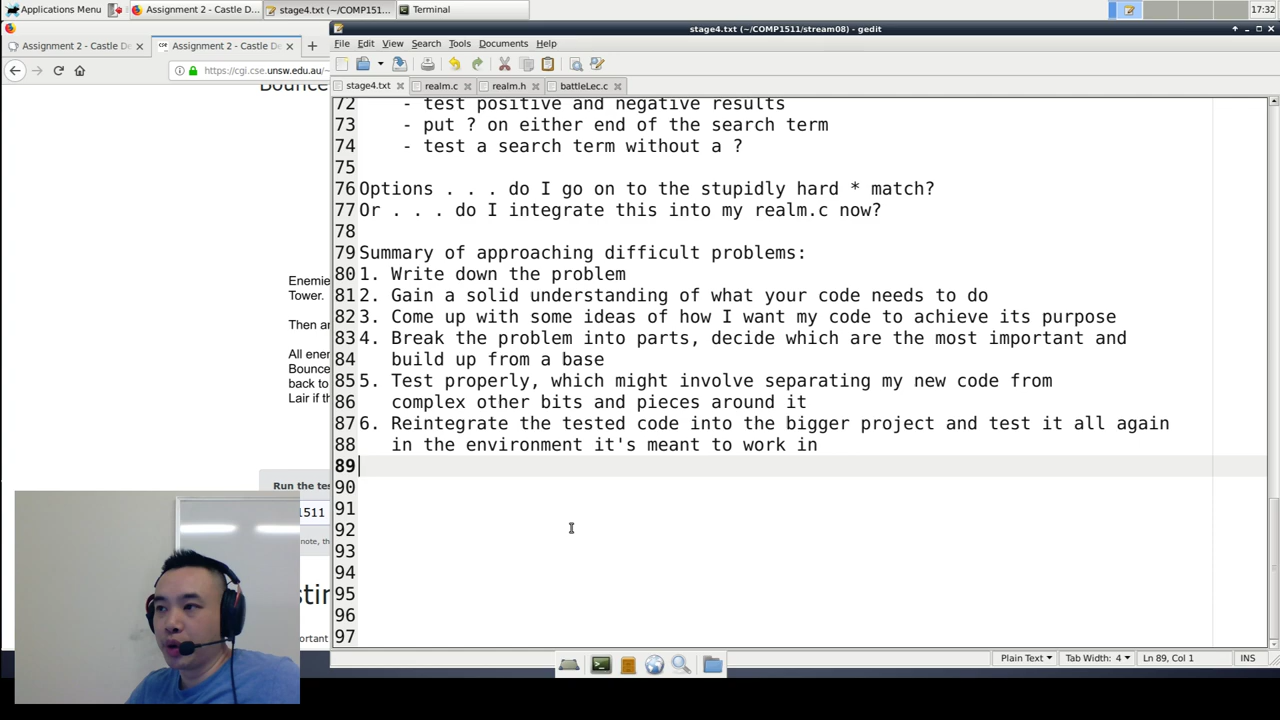 Applications Menu
Assignment 2 - Castle D...
stage4.txt (~/COMP1511/...
Terminal
17:32
Assignment 2 - Castle De
Assignment 2 - Castle De
https://cgi.cse.unsw.edu.au/~
stage4.txt (~/COMP1511/stream08) - gedit
File Edit View Search Tools Documents Help
stage4.txt realm.c realm.h battleLec.c
72 - test positive and negative results
73 - put ? on either end of the search term
74 - test a search term without a ?
75
76 Options . . . do I go on to the stupidly hard * match?
77 Or . . . do I integrate this into my realm.c now?
78
79 Summary of approaching difficult problems:
80 1. Write down the problem
81 2. Gain a solid understanding of what your code needs to do
82 3. Come up with some ideas of how I want my code to achieve its purpose
83 4. Break the problem into parts, decide which are the most important and
84 build up from a base
85 5. Test properly, which might involve separating my new code from
86 complex other bits and pieces around it
87 6. Reintegrate the tested code into the bigger project and test it all again
88 in the environment it's meant to work in
89
90
91
92
93
94
95
96
97
Bounce
Enemie
Tower.
Then ar
All ener
Bounce
back to
Lair if th
Run the tes
1511
note, th
stin
ortant
Plain Text Tab Width: 4 Ln 89, Col 1 INS